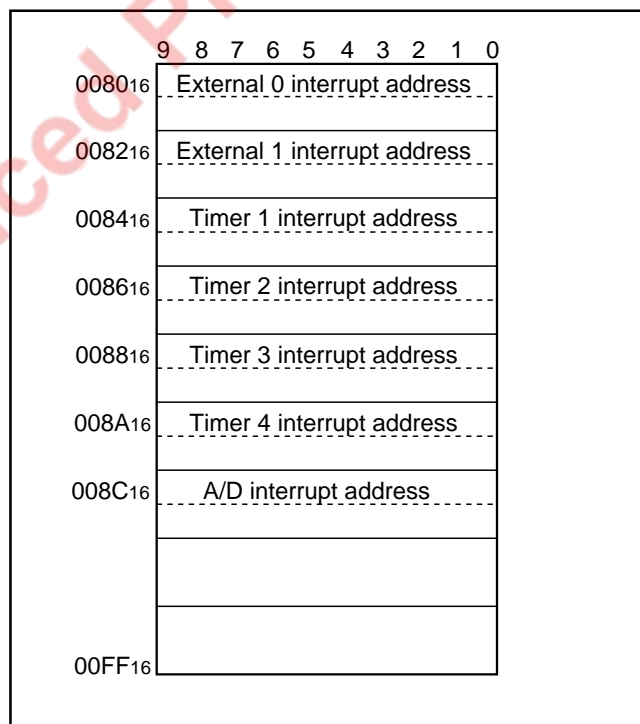 9 8 7 6 5 4 3 2 1 0
0080₁₆ External 0 interrupt address
0082₁₆ External 1 interrupt address
0084₁₆ Timer 1 interrupt address
0086₁₆ Timer 2 interrupt address
0088₁₆ Timer 3 interrupt address
008A₁₆ Timer 4 interrupt address
008C₁₆ A/D interrupt address
00FF₁₆